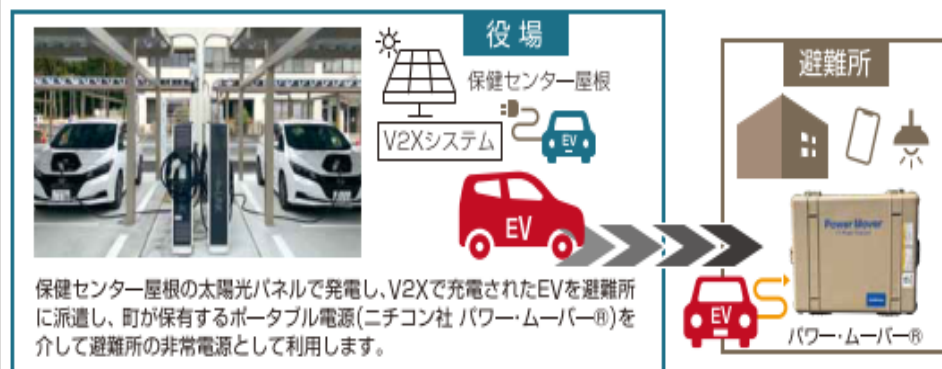 役場
保健センター屋根
V2Xシステム
EV
EV
避難所
Power Mover
EV
パワー・ムーバー®
保健センター屋根の太陽光パネルで発電し、V2Xで充電されたEVを避難所
に派遣し、町が保有するポータブル電源(ニチコン社 パワー・ムーバー®)を
介して避難所の非常電源として利用します。